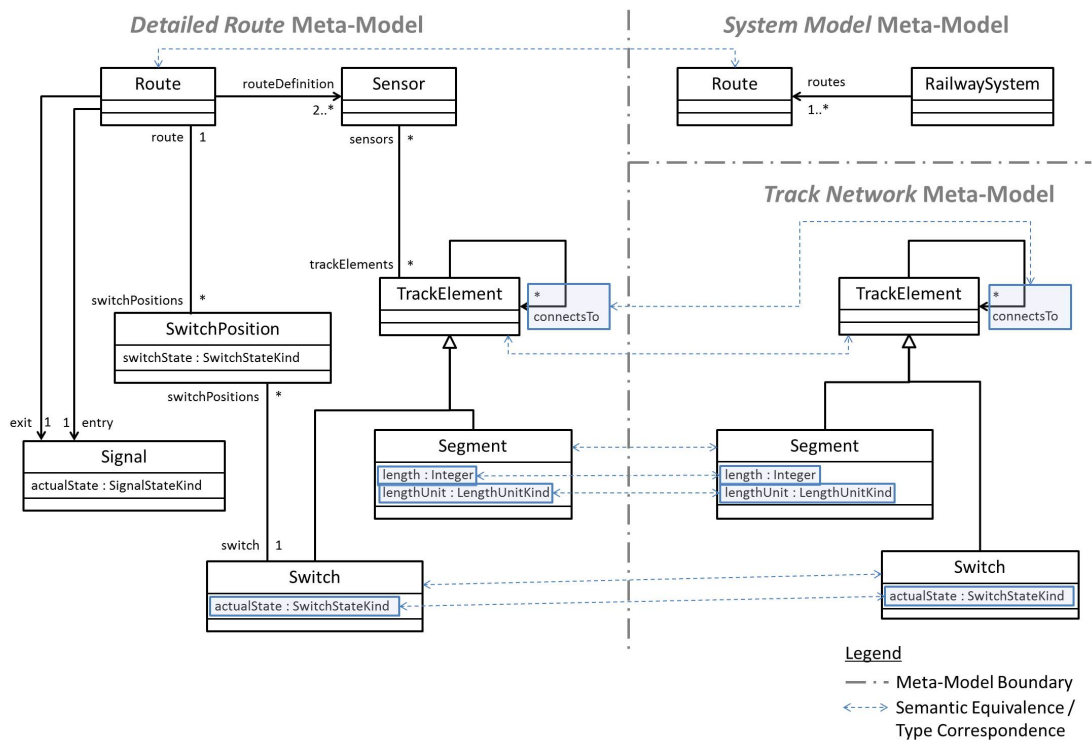 Detailed Route Meta-Model
System Model Meta-Model
Route
routeDefinition
2..*
Sensor
Route
routes
1..*
RailwaySystem
route 1
sensors *
Track Network Meta-Model
trackElements *
TrackElement
*
connectsTo
TrackElement
*
connectsTo
switchPositions *
SwitchPosition
switchState : SwitchStateKind
switchPositions *
exit 1 1 entry
Signal
actualState : SignalStateKind
Segment
length : Integer
lengthUnit : LengthUnitKind
Segment
length : Integer
lengthUnit : LengthUnitKind
switch 1
Switch
actualState : SwitchStateKind
Switch
actualState : SwitchStateKind
Legend
Meta-Model Boundary
Semantic Equivalence /
Type Correspondence